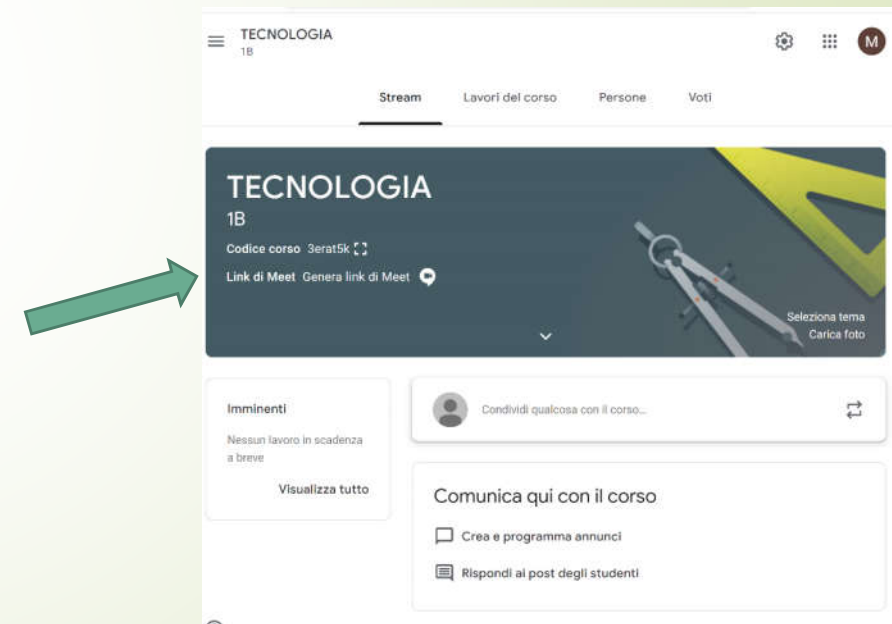 TECNOLOGIA
1B
M
Stream Lavori del corso Persone Voti
TECNOLOGIA
1B
Codice corso 3erat5k
Link di Meet Genera link di Meet
Seleziona tema
Carica foto
Imminenti
Nessun lavoro in scadenza
a breve
Visualizza tutto
Condividi qualcosa con il corso...
Comunica qui con il corso
Crea e programma annunci
Rispondi ai post degli studenti